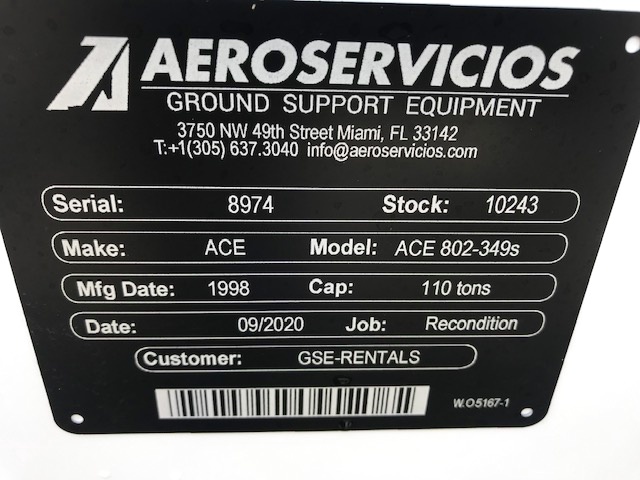 AEROSERVICIOS
GROUND SUPPORT EQUIPMENT
3750 NW 49th Street Miami, FL 33142
T:+1(305) 637.3040 info@aeroservicios.com
Serial: 8974 Stock: 10243
Make: ACE Model: ACE 802-349s
Mfg Date: 1998 Cap: 110 tons
Date: 09/2020 Job: Recondition
Customer: GSE-RENTALS
W.O5167-1